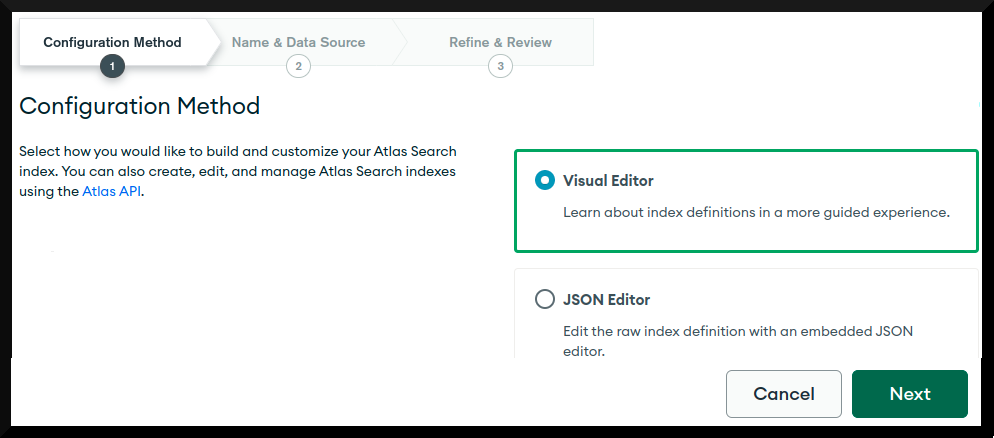 Configuration Method
Name & Data Source
Refine & Review
1
2
3
Configuration Method
Select how you would like to build and customize your Atlas Search
index. You can also create, edit, and manage Atlas Search indexes
using the Atlas API.
Visual Editor
Learn about index definitions in a more guided experience.
JSON Editor
Edit the raw index definition with an embedded JSON
editor.
Cancel
Next